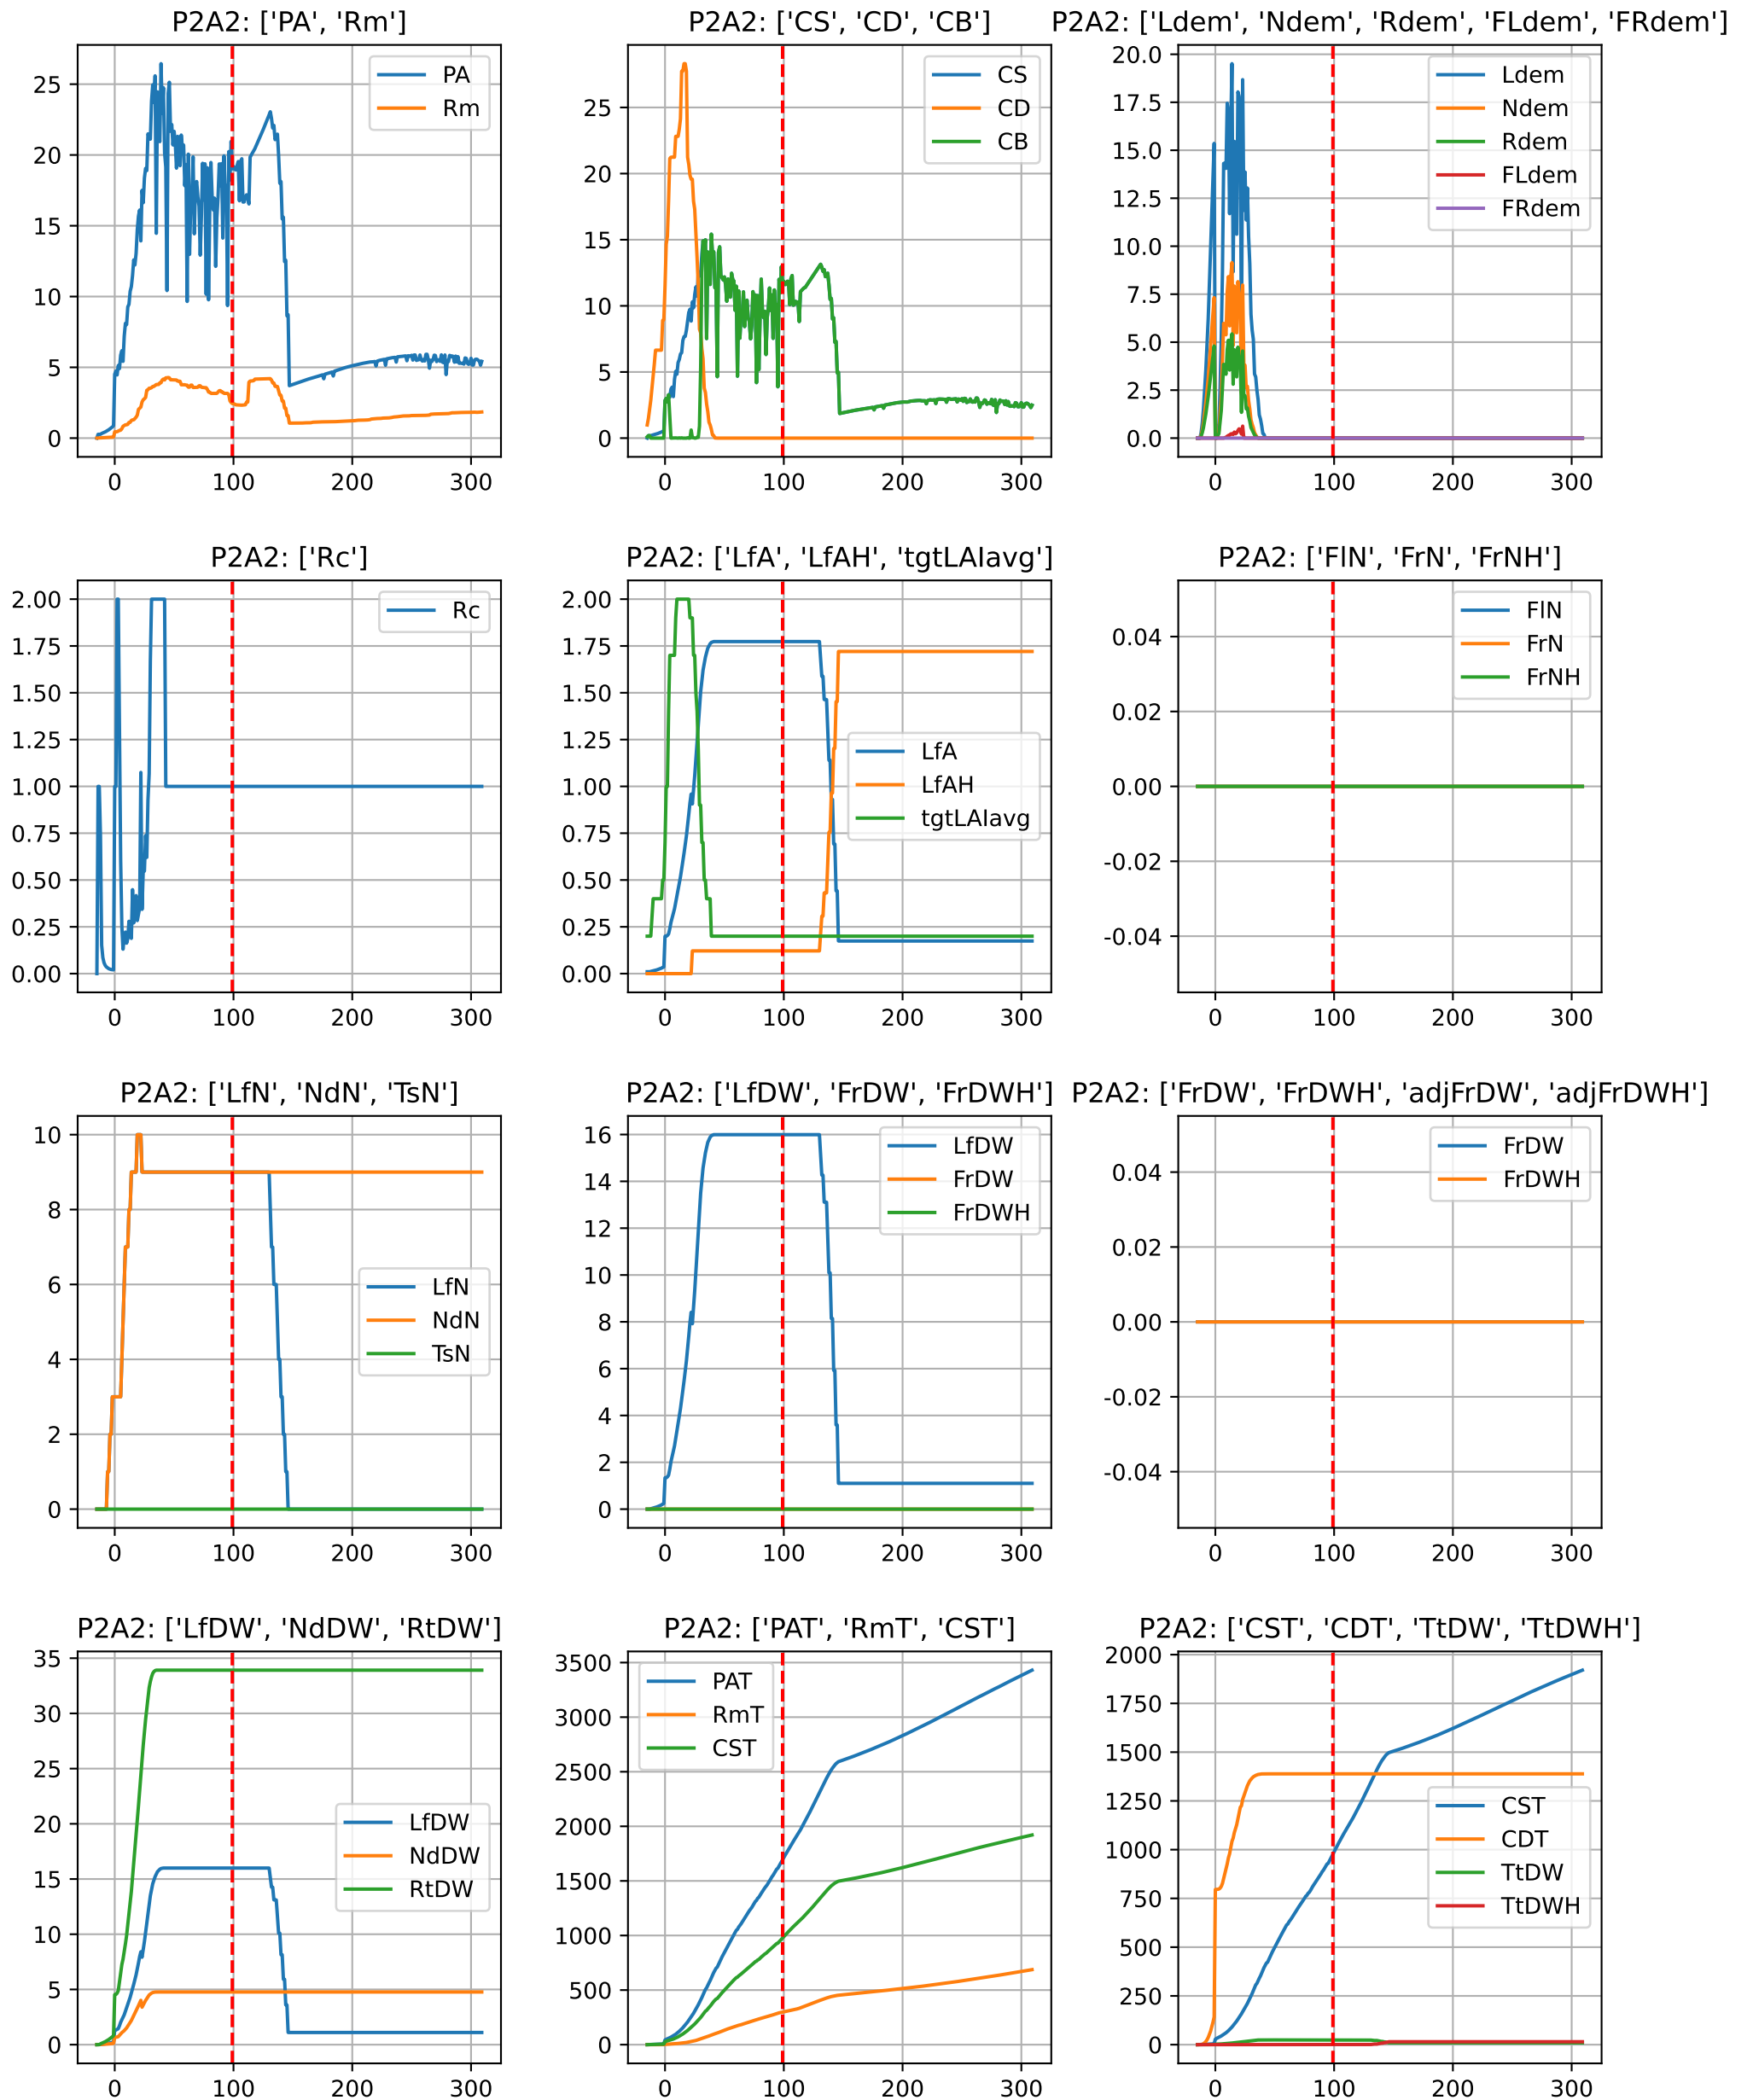 P2A2: ['PA', 'Rm']
25
20
15
10
5
0
0 100 200 300
PA
Rm
P2A2: ['CS', 'CD', 'CB']
25
20
15
10
5
0
0 100 200 300
CS
CD
CB
P2A2: ['Ldem', 'Ndem', 'Rdem', 'FLdem', 'FRdem']
20.0
17.5
15.0
12.5
10.0
7.5
5.0
2.5
0.0
0 100 200 300
Ldem
Ndem
Rdem
FLdem
FRdem
P2A2: ['Rc']
2.00
1.75
1.50
1.25
1.00
0.75
0.50
0.25
0.00
0 100 200 300
Rc
P2A2: ['LfA', 'LfAH', 'tgtLAIavg']
2.00
1.75
1.50
1.25
1.00
0.75
0.50
0.25
0.00
0 100 200 300
LfA
LfAH
tgtLAIavg
P2A2: ['FlN', 'FrN', 'FrNH']
0.04
0.02
0.00
-0.02
-0.04
0 100 200 300
FlN
FrN
FrNH
P2A2: ['LfN', 'NdN', 'TsN']
10
8
6
4
2
0
0 100 200 300
LfN
NdN
TsN
P2A2: ['LfDW', 'FrDW', 'FrDWH']
16
14
12
10
8
6
4
2
0
0 100 200 300
LfDW
FrDW
FrDWH
P2A2: ['FrDW', 'FrDWH', 'adjFrDW', 'adjFrDWH']
0.04
0.02
0.00
-0.02
-0.04
0 100 200 300
FrDW
FrDWH
P2A2: ['LfDW', 'NdDW', 'RtDW']
35
30
25
20
15
10
5
0
0 100 200 300
LfDW
NdDW
RtDW
P2A2: ['PAT', 'RmT', 'CST']
3500
3000
2500
2000
1500
1000
500
0
0 100 200 300
PAT
RmT
CST
P2A2: ['CST', 'CDT', 'TtDW', 'TtDWH']
2000
1750
1500
1250
1000
750
500
250
0
0 100 200 300
CST
CDT
TtDW
TtDWH